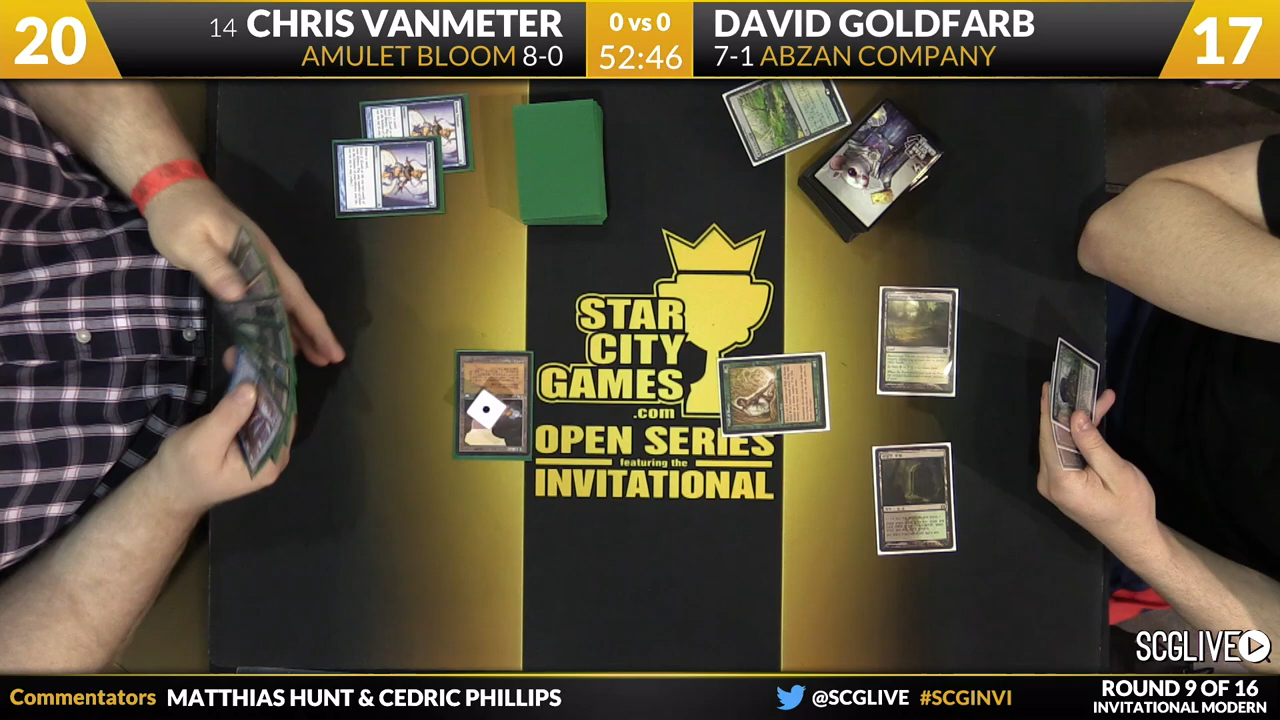 20
14 CHRIS VANMETER
AMULET BLOOM 8-0
0 vs 0
52:46
DAVID GOLDFARB
7-1 ABZAN COMPANY
17
STAR
CITY
GAMES
.com
OPEN SERIES
featuring the
INVITATIONAL
SCGLIVE
Commentators MATTHIAS HUNT & CEDRIC PHILLIPS
@SCGLIVE #SCGINVI
ROUND 9 OF 16
INVITATIONAL MODERN